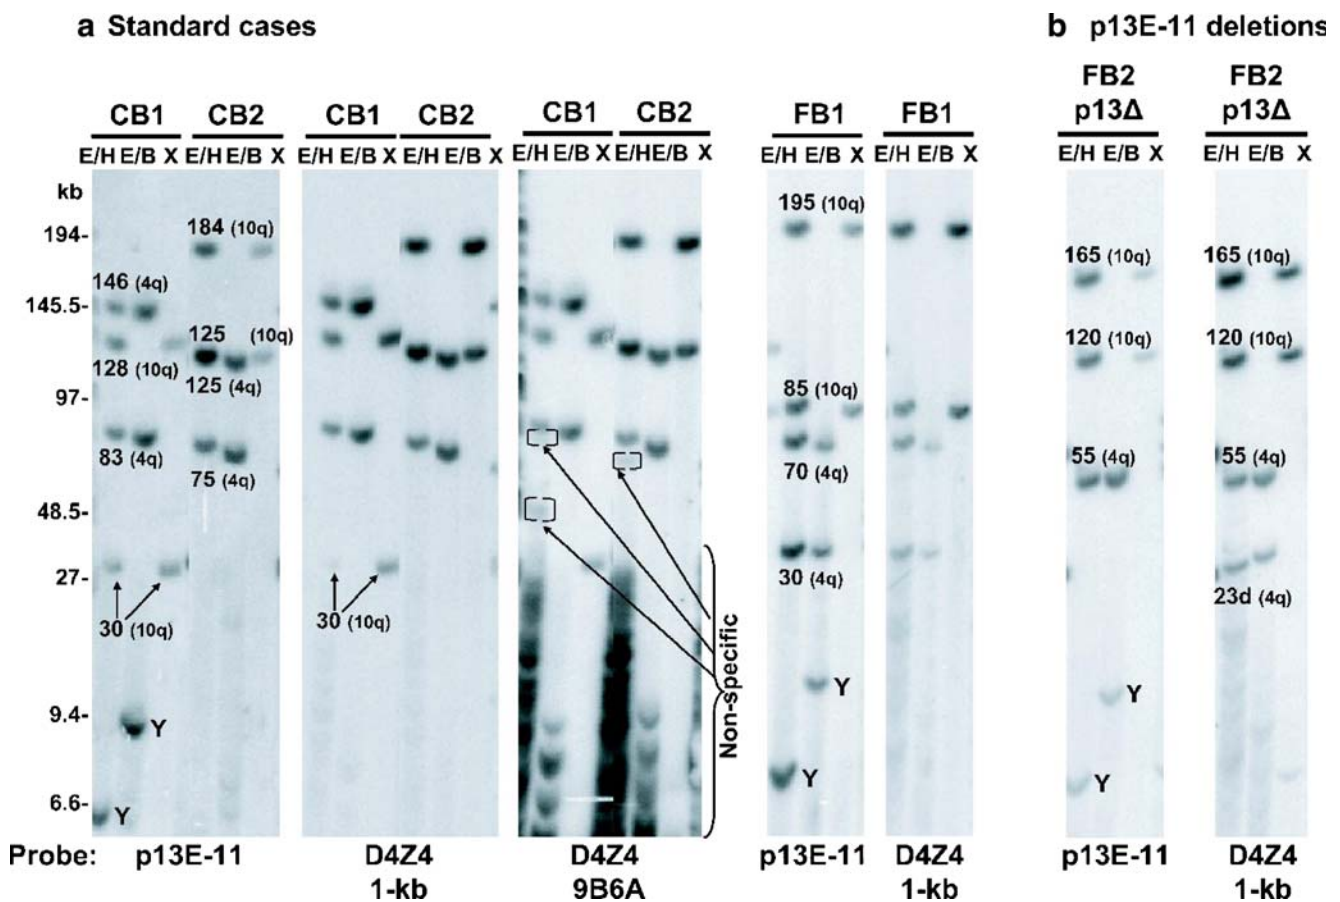 a Standard cases
b p13E-11 deletions
CB1 CB2 CB1 CB2 CB1 CB2 FB1 FB1 FB2 p13Δ FB2 p13Δ
E/H E/B X E/H E/B X E/H E/B X E/H E/B X E/H E/B X E/H E/B X E/H E/B X E/H E/B X
kb
194-
145.5-
97-
48.5-
27-
9.4-
6.6-
184 (10q)
146 (4q)
125 (10q)
128 (10q)
125 (4q)
83 (4q)
75 (4q)
30 (10q)
Y
Y
30 (10q)
Non-specific
195 (10q)
85 (10q)
70 (4q)
30 (4q)
Y
Y
165 (10q)
120 (10q)
55 (4q)
Y
Y
165 (10q)
120 (10q)
55 (4q)
23d (4q)
Probe: p13E-11 D4Z4 D4Z4 p13E-11 D4Z4 p13E-11 D4Z4
1-kb 9B6A 1-kb 1-kb